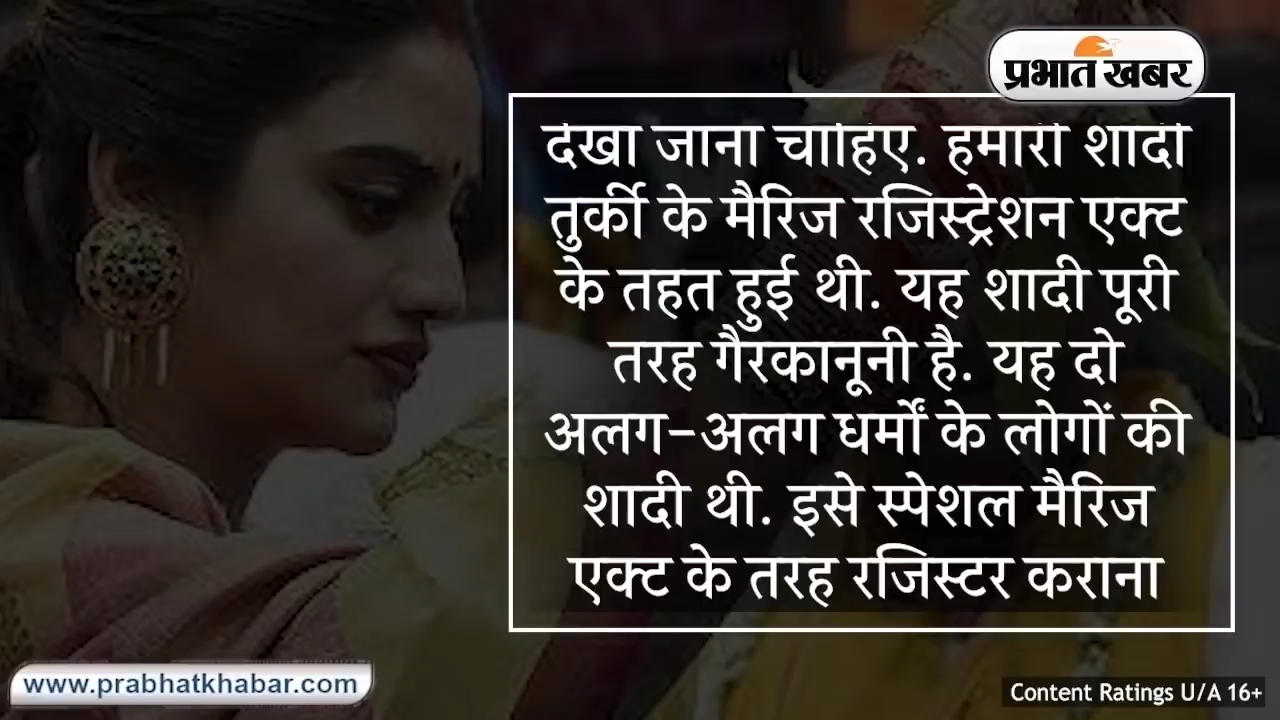 प्रभात खबर
देखा जाना चाहिए. हमारी शादी
तुर्की के मैरिज रजिस्ट्रेशन एक्ट
के तहत हुई थी. यह शादी पूरी
तरह गैरकानूनी है. यह दो
अलग-अलग धर्मों के लोगों की
शादी थी. इसे स्पेशल मैरिज
एक्ट के तरह रजिस्टर कराना
www.prabhatkhabar.com
Content Ratings U/A 16+